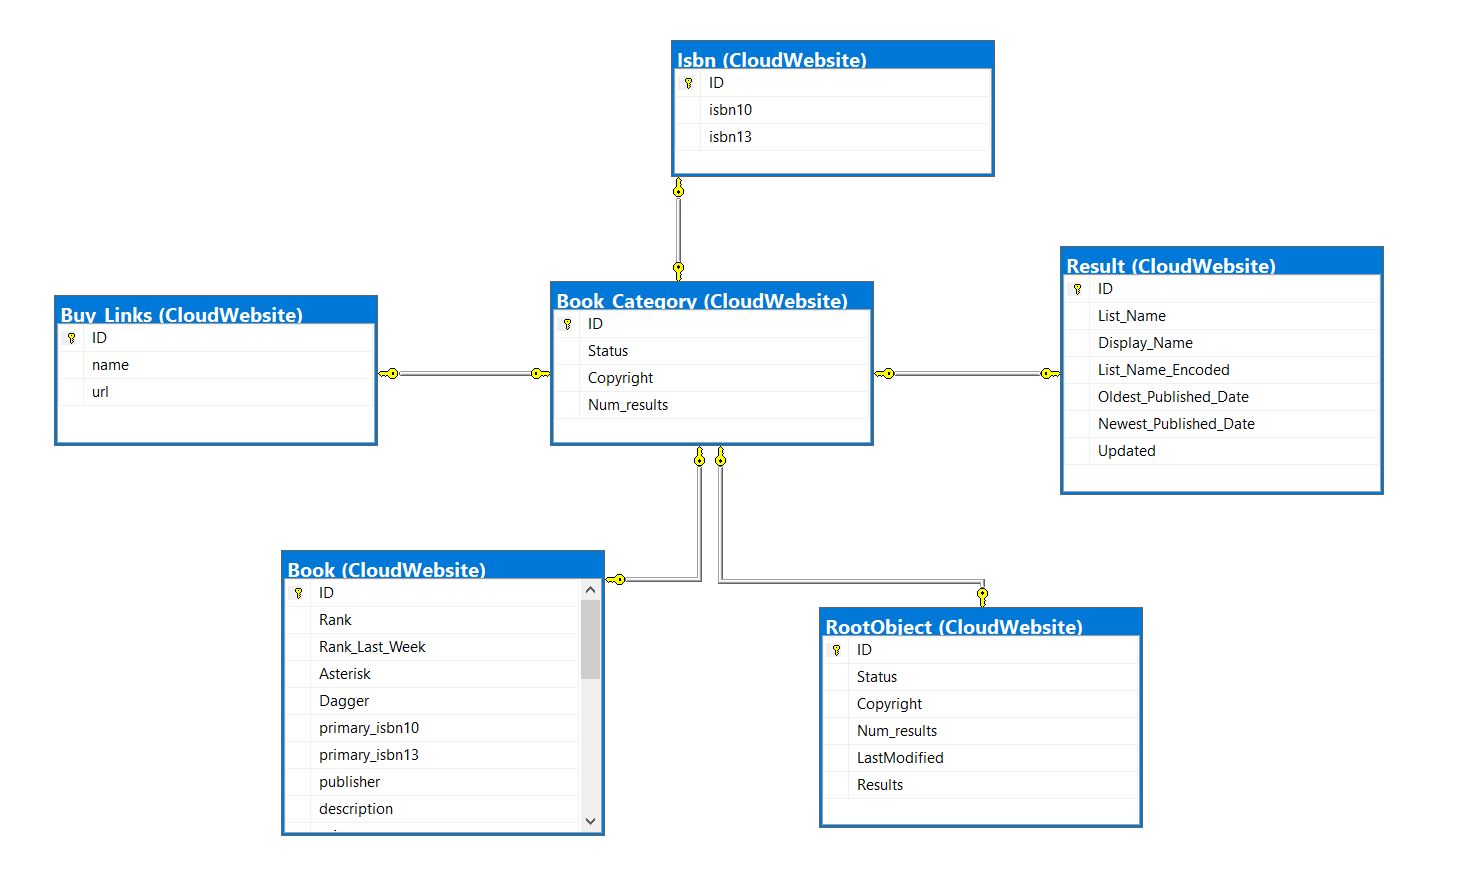 Isbn (CloudWebsite)
ID
isbn10
isbn13
Result (CloudWebsite)
ID
List_Name
Display_Name
List_Name_Encoded
Oldest_Published_Date
Newest_Published_Date
Updated
Book_Category (CloudWebsite)
ID
Status
Copyright
Num_results
Buy_Links (CloudWebsite)
ID
name
url
Book (CloudWebsite)
ID
Rank
Rank_Last_Week
Asterisk
Dagger
primary_isbn10
primary_isbn13
publisher
description
RootObject (CloudWebsite)
ID
Status
Copyright
Num_results
LastModified
Results